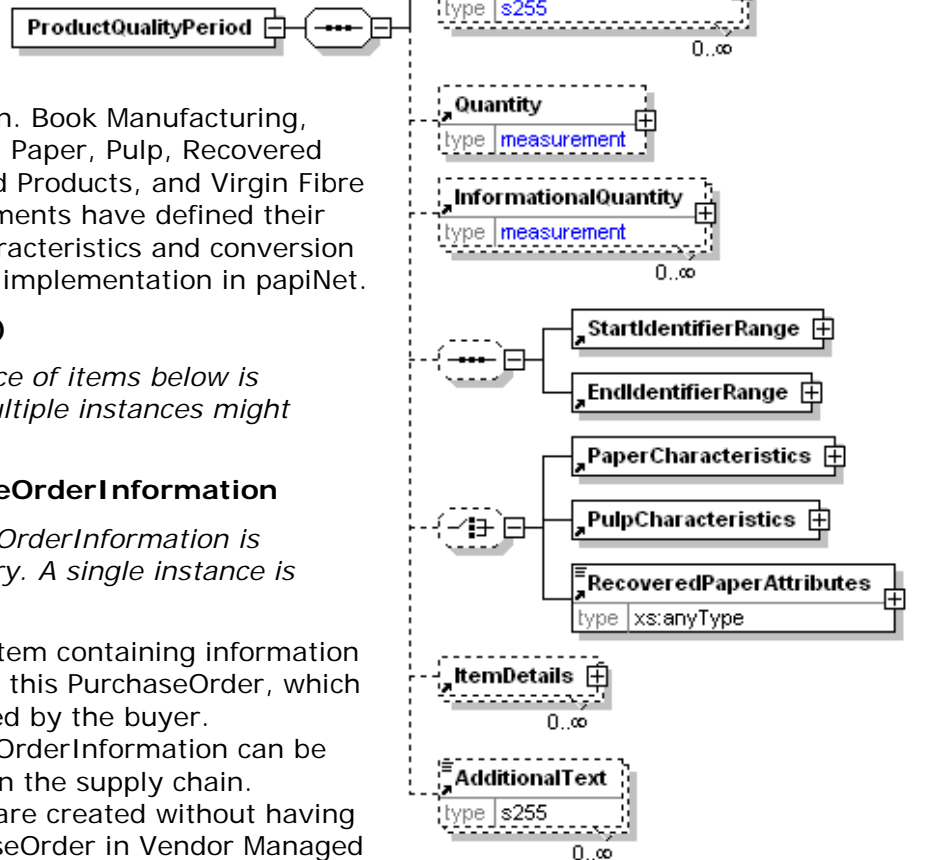 ProductQualityPeriod
n. Book Manufacturing,
Paper, Pulp, Recovered
d Products, and Virgin Fibre
ments have defined their
racteristics and conversion
implementation in papiNet.
)
ce of items below is
ultiple instances might
eOrderInformation
OrderInformation is
ry. A single instance is
tem containing information
this PurchaseOrder, which
ed by the buyer.
OrderInformation can be
n the supply chain.
are created without having
seOrder in Vendor Managed
type s255
0..∞
Quantity
type measurement
InformationalQuantity
type measurement
0..∞
StartIdentifierRange
EndIdentifierRange
PaperCharacteristics
PulpCharacteristics
RecoveredPaperAttributes
type xs:anyType
ItemDetails
0..∞
AdditionalText
type s255
0..∞